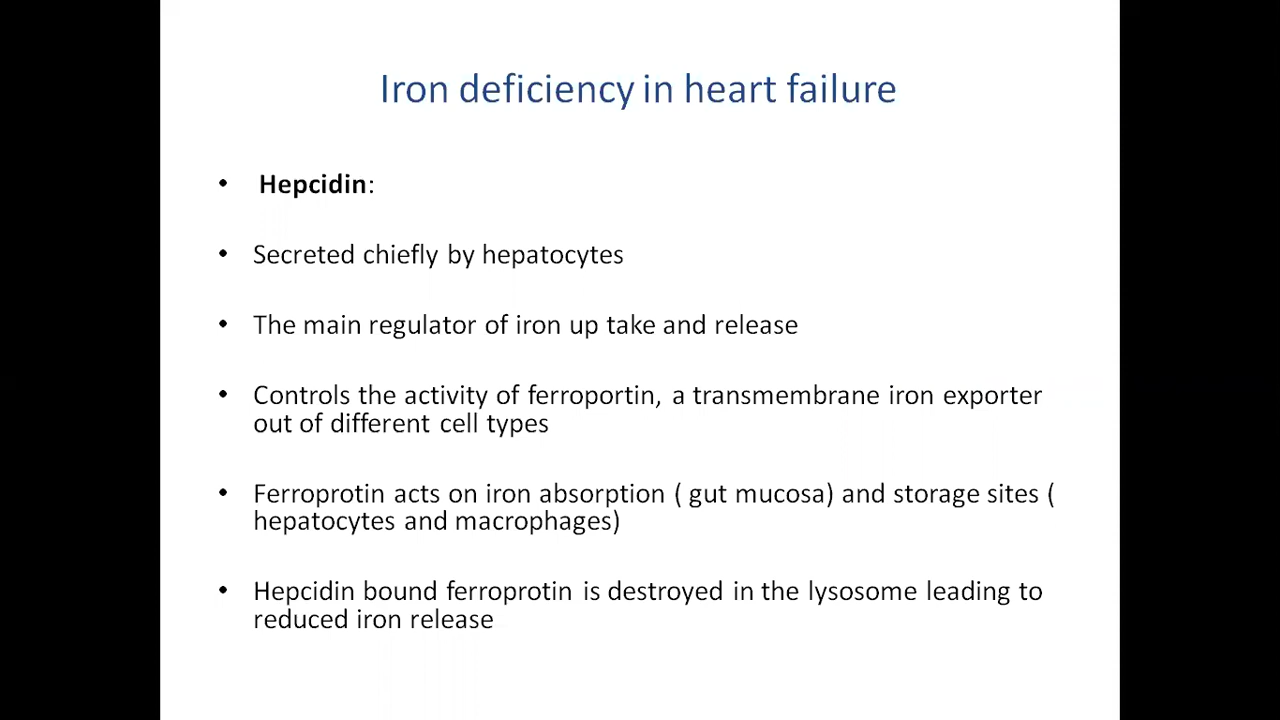 Iron deficiency in heart failure
• Hepcidin:
• Secreted chiefly by hepatocytes
• The main regulator of iron up take and release
• Controls the activity of ferroportin, a transmembrane iron exporter
out of different cell types
• Ferroprotin acts on iron absorption ( gut mucosa) and storage sites (
hepatocytes and macrophages)
• Hepcidin bound ferroprotin is destroyed in the lysosome leading to
reduced iron release